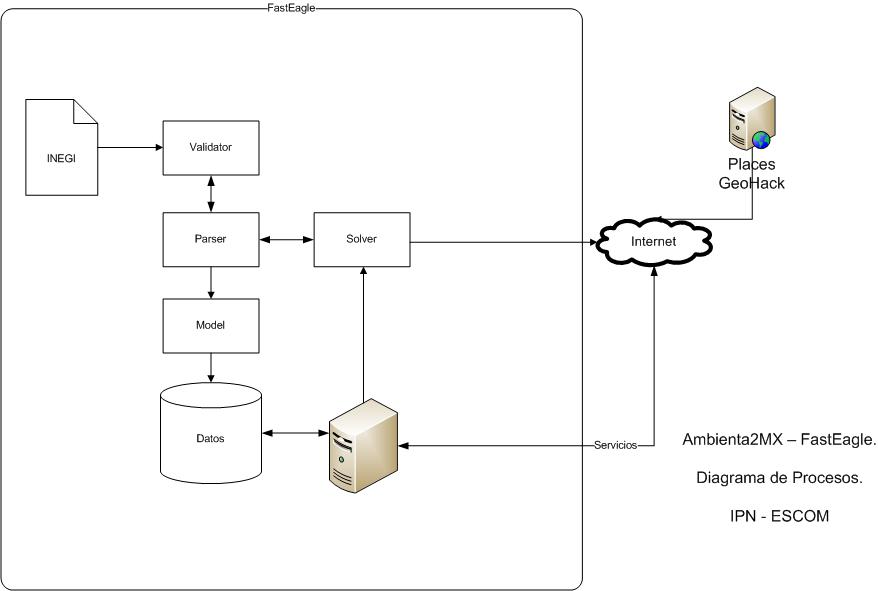 FastEagle
INEGI
Validator
Places
GeoHack
Parser
Solver
Internet
Model
Datos
Servicios
Ambienta2MX – FastEagle.
Diagrama de Procesos.
IPN - ESCOM